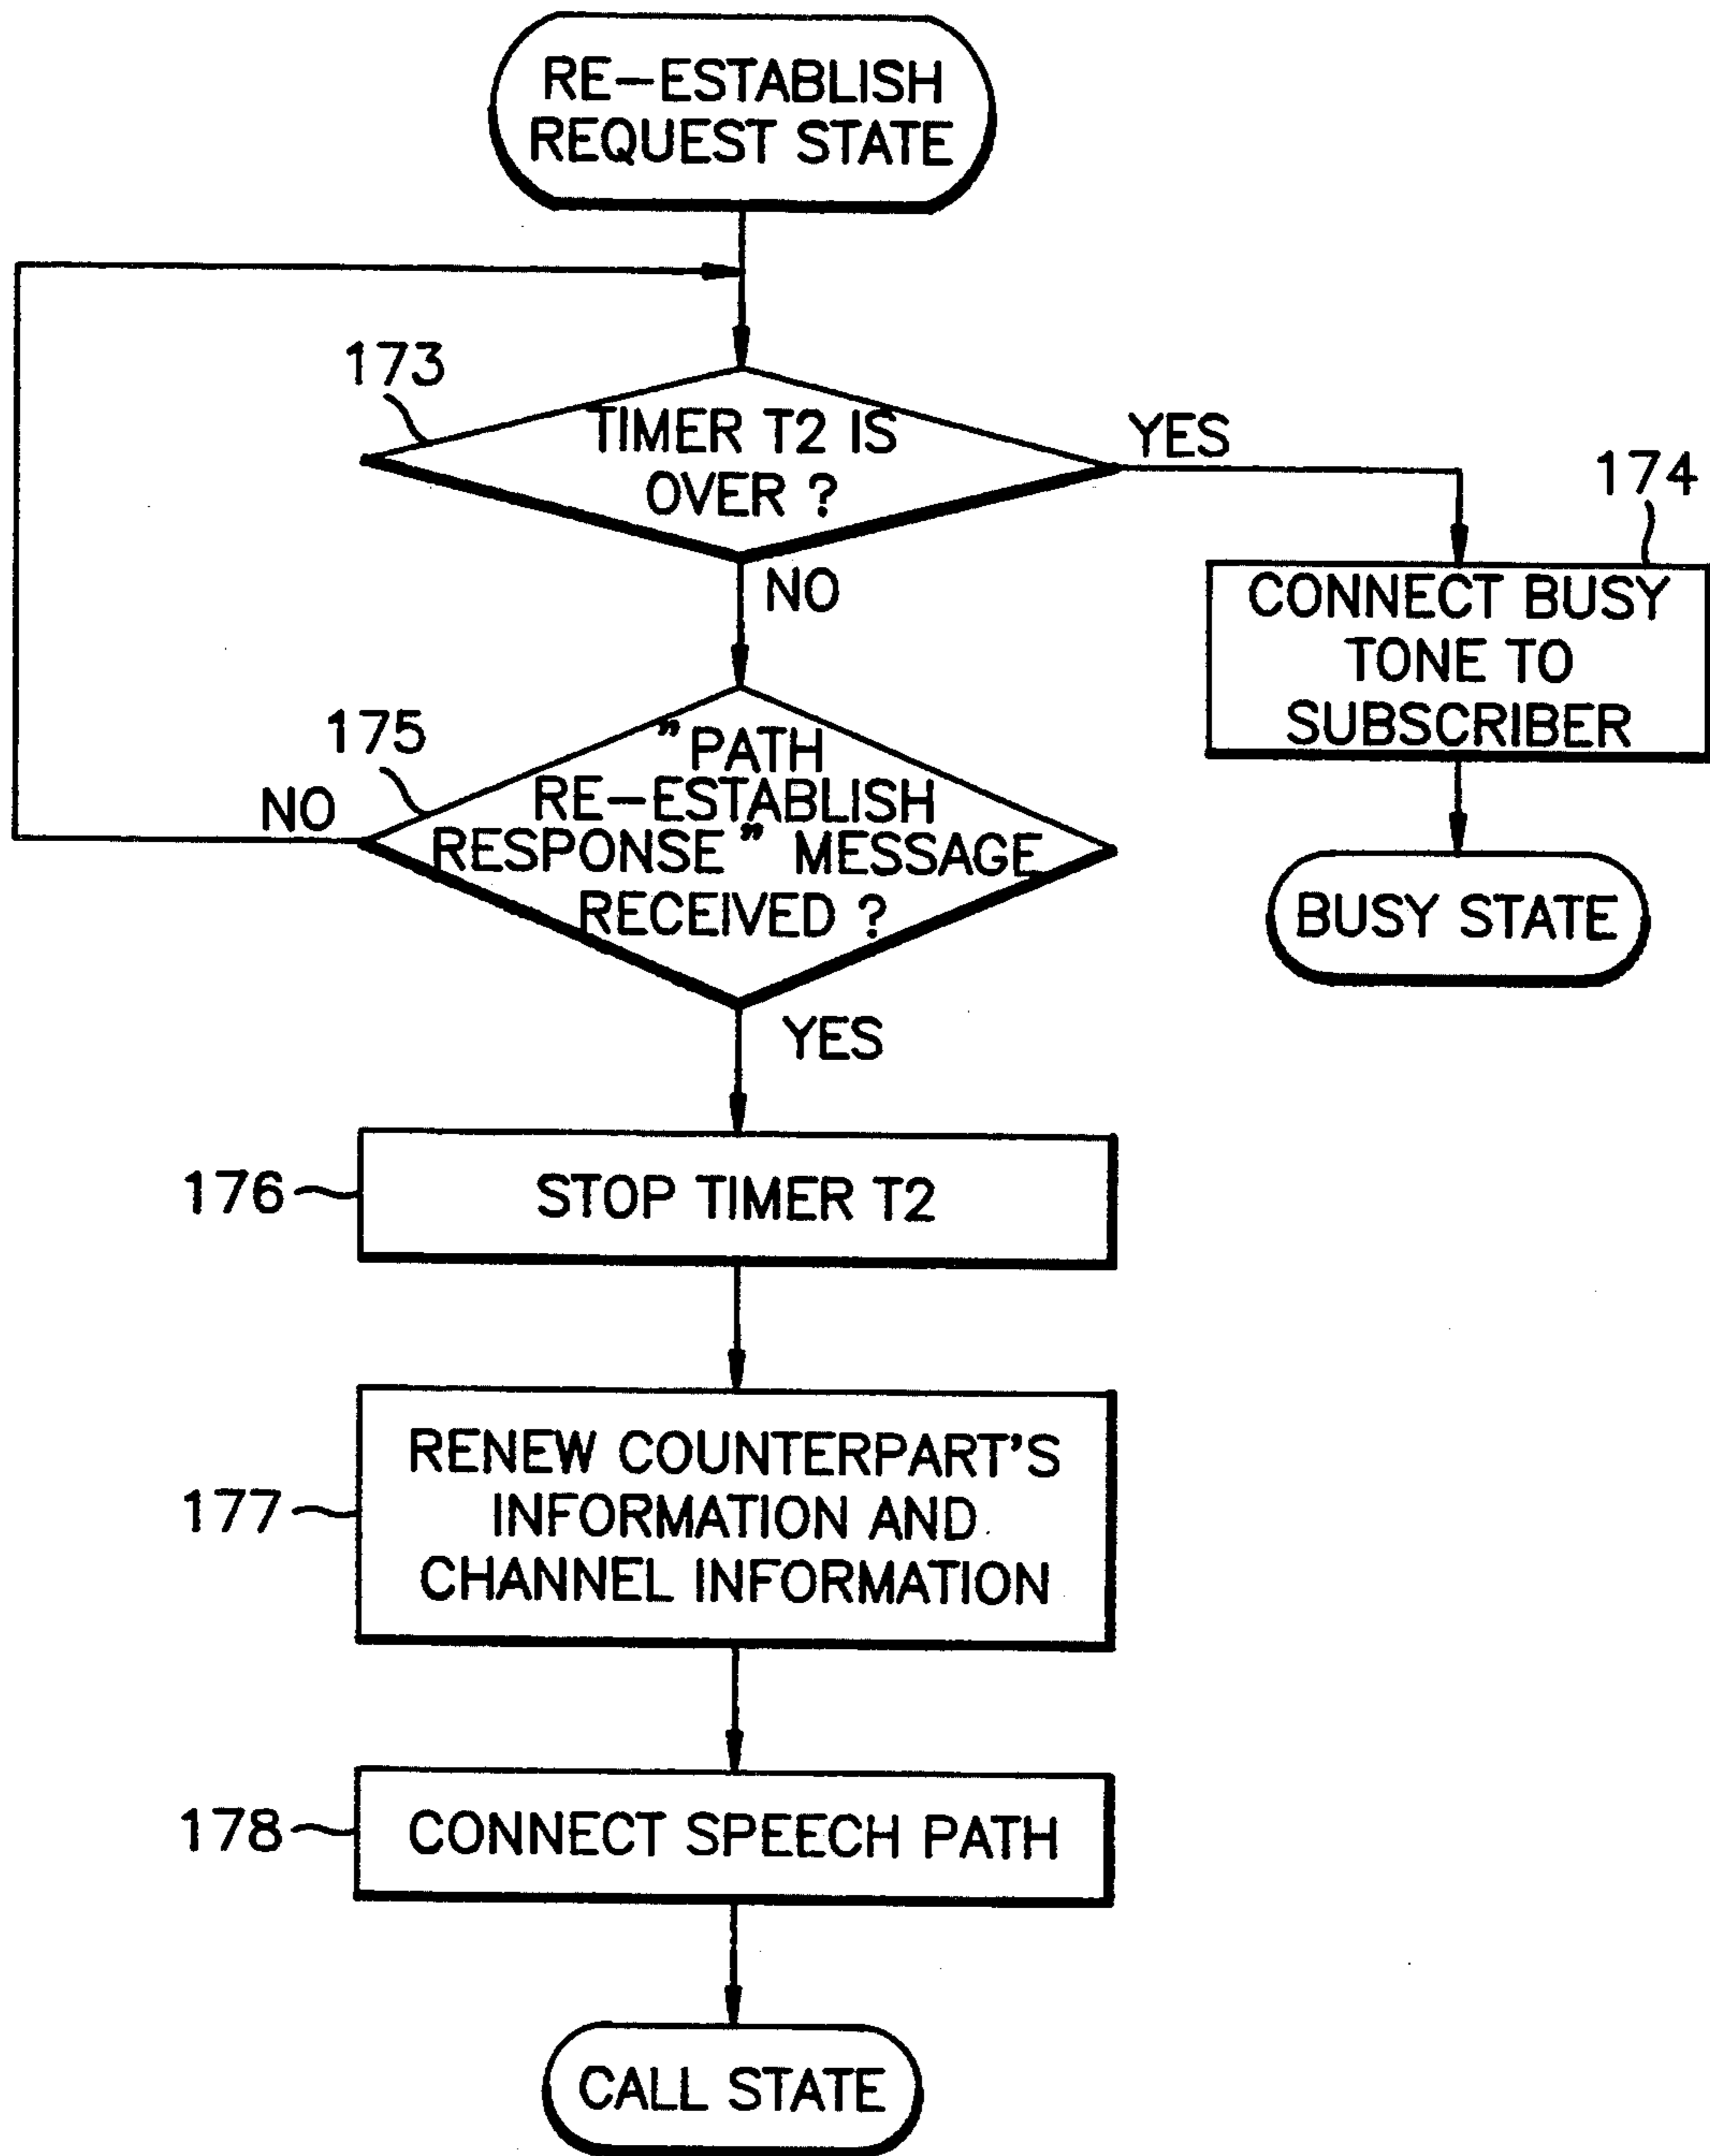 RE-ESTABLISH
REQUEST STATE
173
TIMER T2 IS
OVER ?
YES
174
NO
CONNECT BUSY
TONE TO
SUBSCRIBER
175
"PATH
RE-ESTABLISH
RESPONSE" MESSAGE
RECEIVED ?
NO
BUSY STATE
YES
176
STOP TIMER T2
177
RENEW COUNTERPART'S
INFORMATION AND
CHANNEL INFORMATION
178
CONNECT SPEECH PATH
CALL STATE